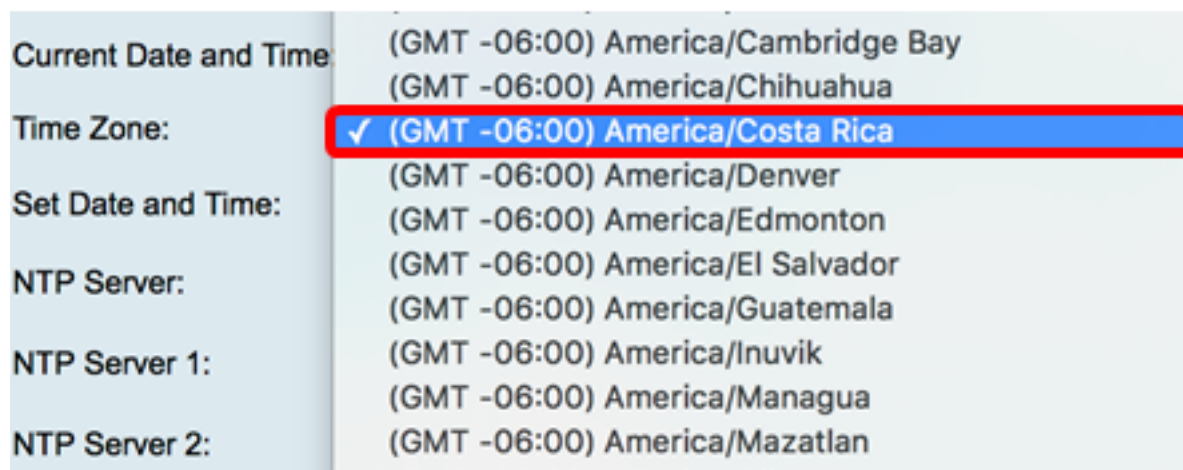 Current Date and Time:
Time Zone:
Set Date and Time:
NTP Server:
NTP Server 1:
NTP Server 2:
(GMT -06:00) America/Cambridge Bay
(GMT -06:00) America/Chihuahua
✓ (GMT -06:00) America/Costa Rica
(GMT -06:00) America/Denver
(GMT -06:00) America/Edmonton
(GMT -06:00) America/El Salvador
(GMT -06:00) America/Guatemala
(GMT -06:00) America/Inuvik
(GMT -06:00) America/Managua
(GMT -06:00) America/Mazatlan